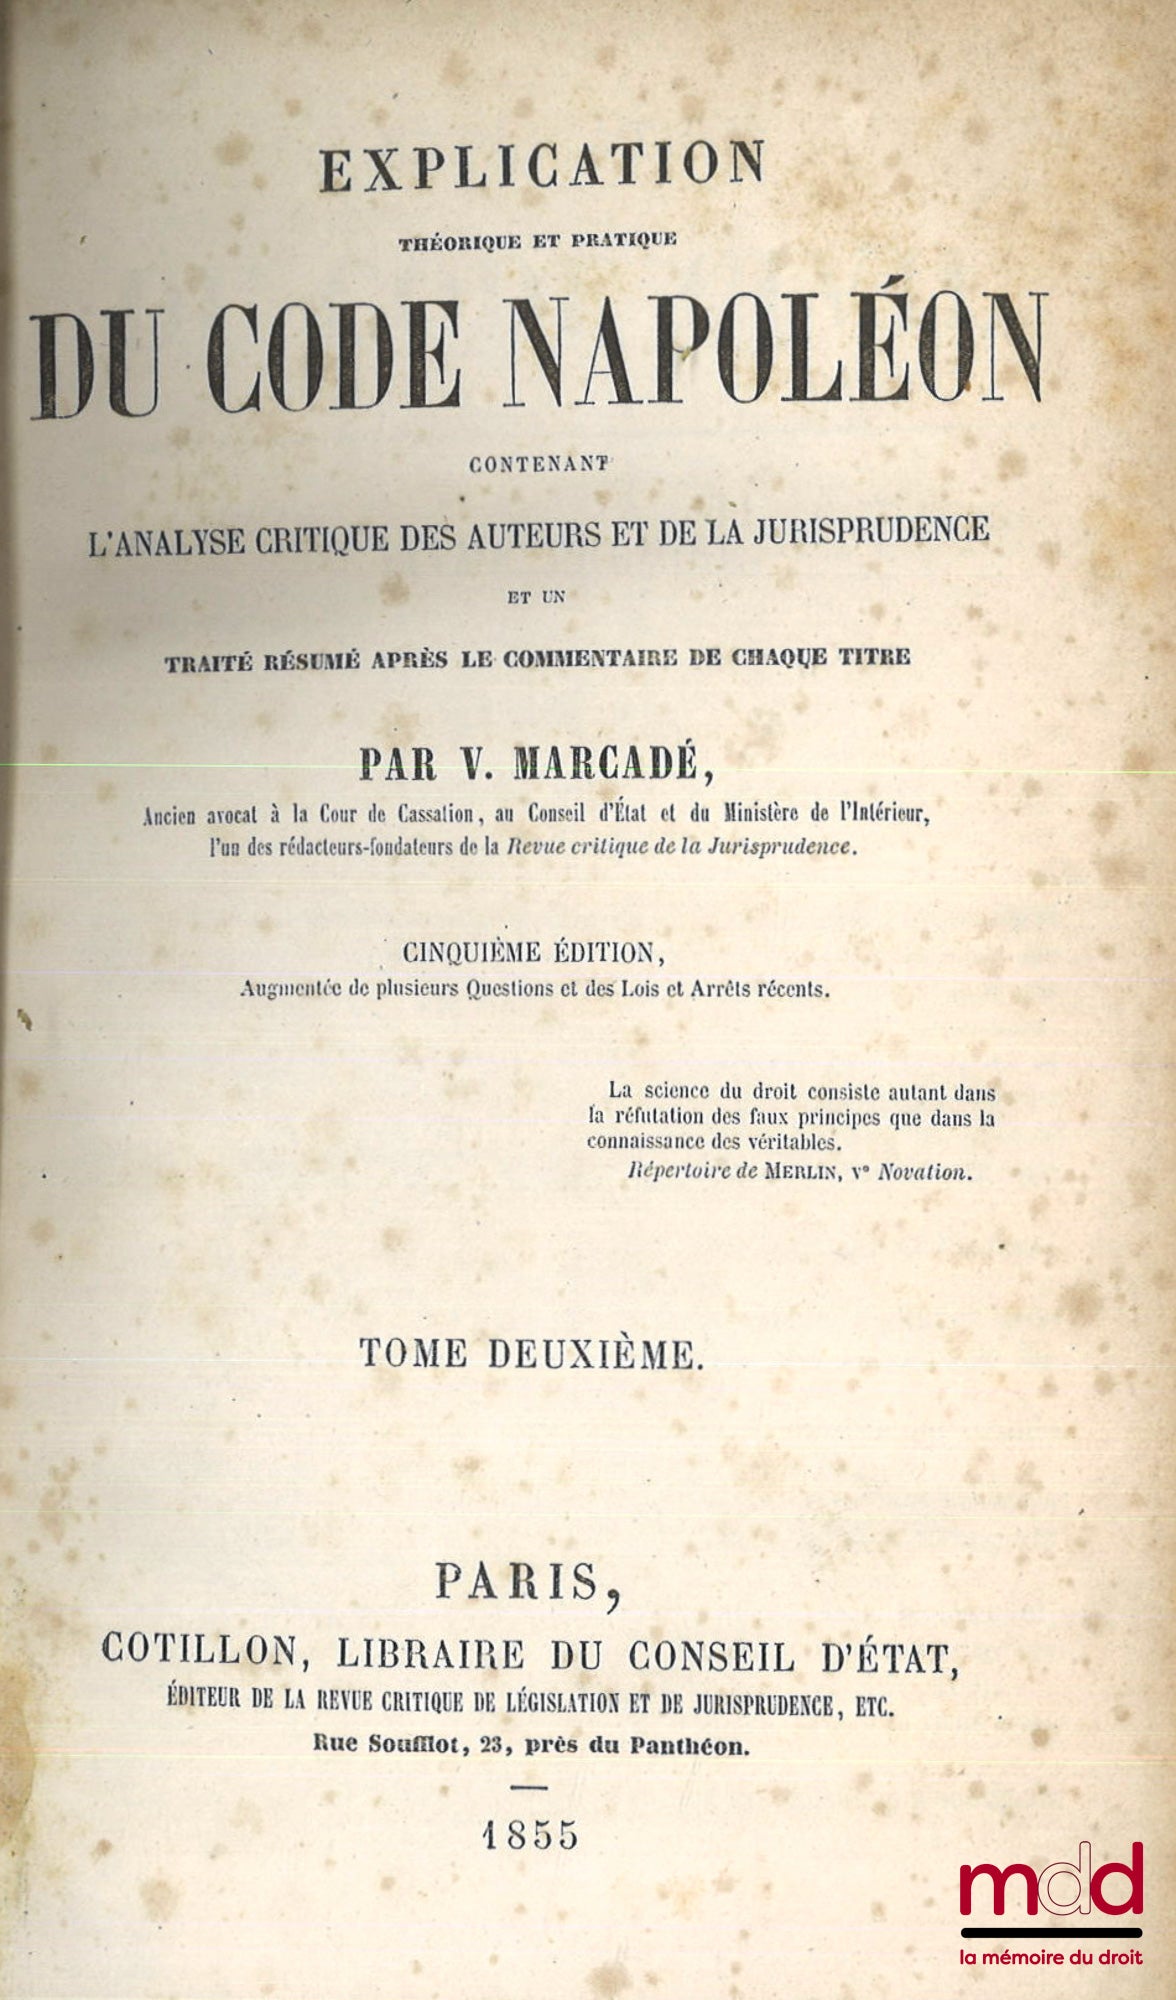 EXPLICATION
THÉORIQUE ET PRATIQUE
DU CODE NAPOLÉON
CONTENANT
L'ANALYSE CRITIQUE DES AUTEURS ET DE LA JURISPRUDENCE
ET UN
TRAITÉ RÉSUMÉ APRÈS LE COMMENTAIRE DE CHAQUE TITRE
PAR V. MARCADÉ,
Ancien avocat à la Cour de Cassation, au Conseil d'État et du Ministère de l'Intérieur,
l'un des rédacteurs-fondateurs de la Revue critique de la Jurisprudence.
CINQUIÈME ÉDITION,
Augmentée de plusieurs Questions et des Lois et Arrêts récents.
La science du droit consiste autant dans
la réfutation des faux principes que dans la
connaissance des véritables.
Répertoire de MERLIN, v° Novation.
TOME DEUXIÈME.
PARIS,
COTILLON, LIBRAIRE DU CONSEIL D'ÉTAT,
ÉDITEUR DE LA REVUE CRITIQUE DE LÉGISLATION ET DE JURISPRUDENCE, ETC.
Rue Soufflot, 23, près du Panthéon.
1855
mdd
la mémoire du droit